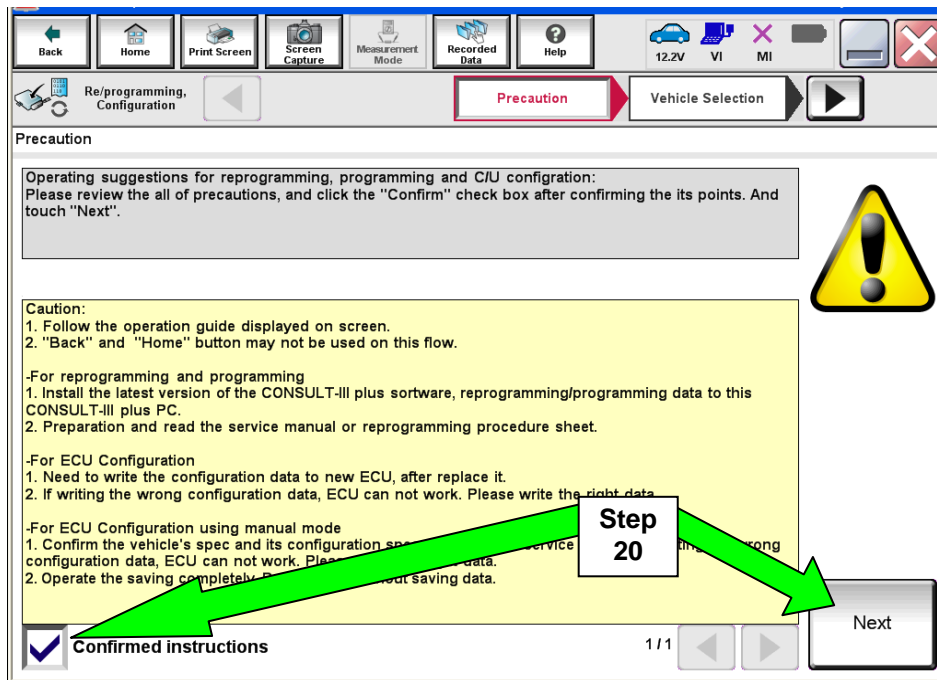 Back
Home
Print Screen
Screen Capture
Measurement Mode
Recorded Data
Help
12.2V
VI
MI
Re/programming, Configuration
Precaution
Vehicle Selection
Precaution
Operating suggestions for reprogramming, programming and C/U configration:
Please review the all of precautions, and click the "Confirm" check box after confirming the its points. And
touch "Next".
Caution:
1. Follow the operation guide displayed on screen.
2. "Back" and "Home" button may not be used on this flow.
-For reprogramming and programming
1. Install the latest version of the CONSULT-III plus sortware, reprogramming/programming data to this
CONSULT-III plus PC.
2. Preparation and read the service manual or reprogramming procedure sheet.
-For ECU Configuration
1. Need to write the configuration data to new ECU, after replace it.
2. If writing the wrong configuration data, ECU can not work. Please write the right data.
-For ECU Configuration using manual mode
1. Confirm the vehicle's spec and its configuration
configuration data, ECU can not work. data.
2. Operate the saving completely. saving data.
Step
20
Confirmed instructions
1/1
Next